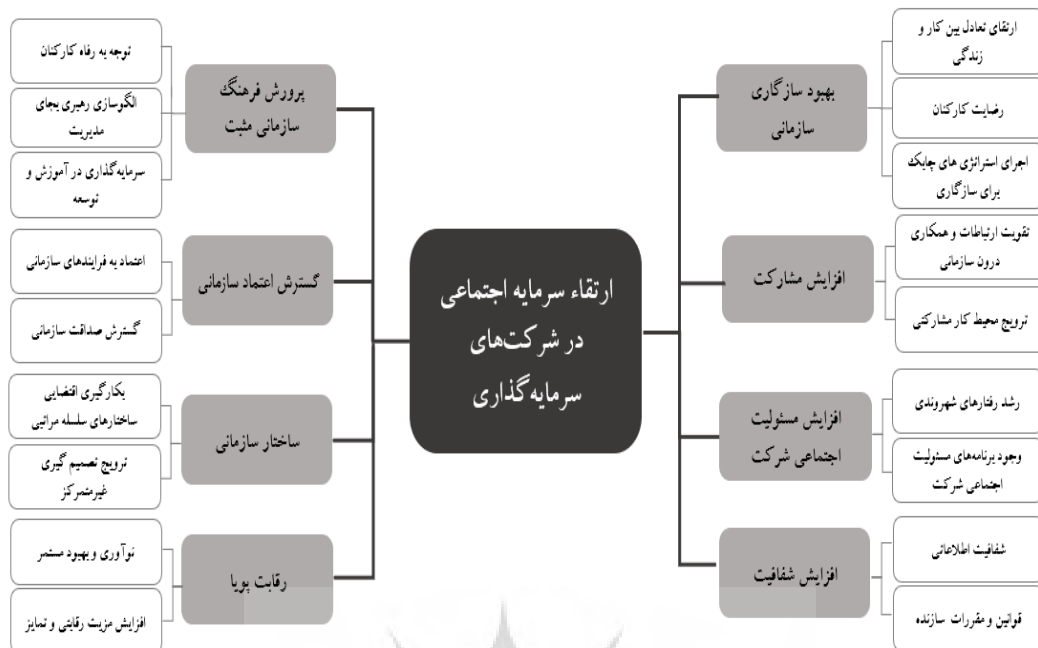 ارتقای تعادل بین کار و
زندگی
رضایت کارکنان
اجرای استراتژی های چابک
برای سازگاری
بهبود سازگاری
سازمانی
تقویت ارتباطات و همکاری
درون سازمانی
ترویج محیط کار مشارکتی
افزایش مشارکت
رشد رفتارهای شهروندی
وجود برنامه‌های مسئولیت
اجتماعی شرکت
افزایش مسئولیت
اجتماعی شرکت
شفافیت اطلاعاتی
قوانین و مقررات سازنده
افزایش شفافیت
ارتقاء سرمایه اجتماعی
در شرکت‌های
سرمایه‌گذاری
پرورش فرهنگ
سازمانی مثبت
توجه به رفاه کارکنان
الگوسازی رهبری بجای
مدیریت
سرمایه‌گذاری در آموزش و
توسعه
گسترش اعتماد سازمانی
اعتماد به فرایندهای سازمانی
گسترش صداقت سازمانی
ساختار سازمانی
بکارگیری اقتضایی
ساختارهای سلسله مراتبی
ترویج تصمیم گیری
غیرمتمرکز
رقابت پویا
نوآوری و بهبود مستمر
افزایش مزیت رقابتی و تمایز